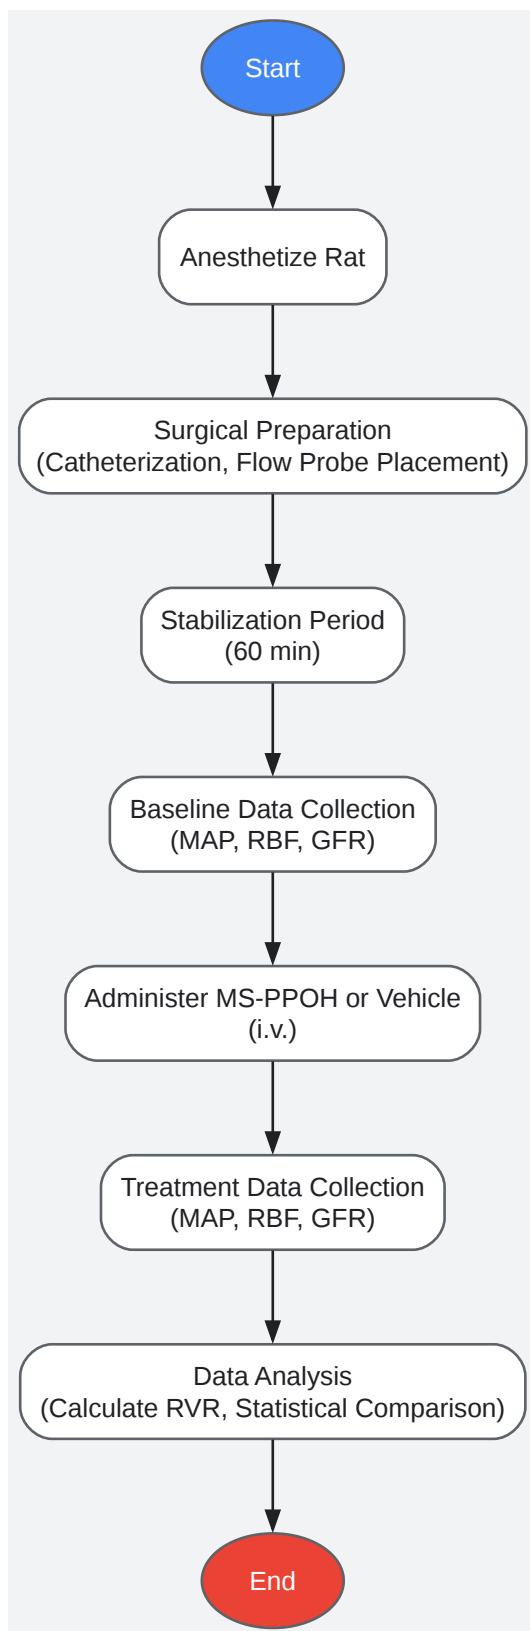 Start
Anesthetize Rat
Surgical Preparation
(Catheterization, Flow Probe Placement)
Stabilization Period
(60 min)
Baseline Data Collection
(MAP, RBF, GFR)
Administer MS-PPOH or Vehicle
(i.v.)
Treatment Data Collection
(MAP, RBF, GFR)
Data Analysis
(Calculate RVR, Statistical Comparison)
End